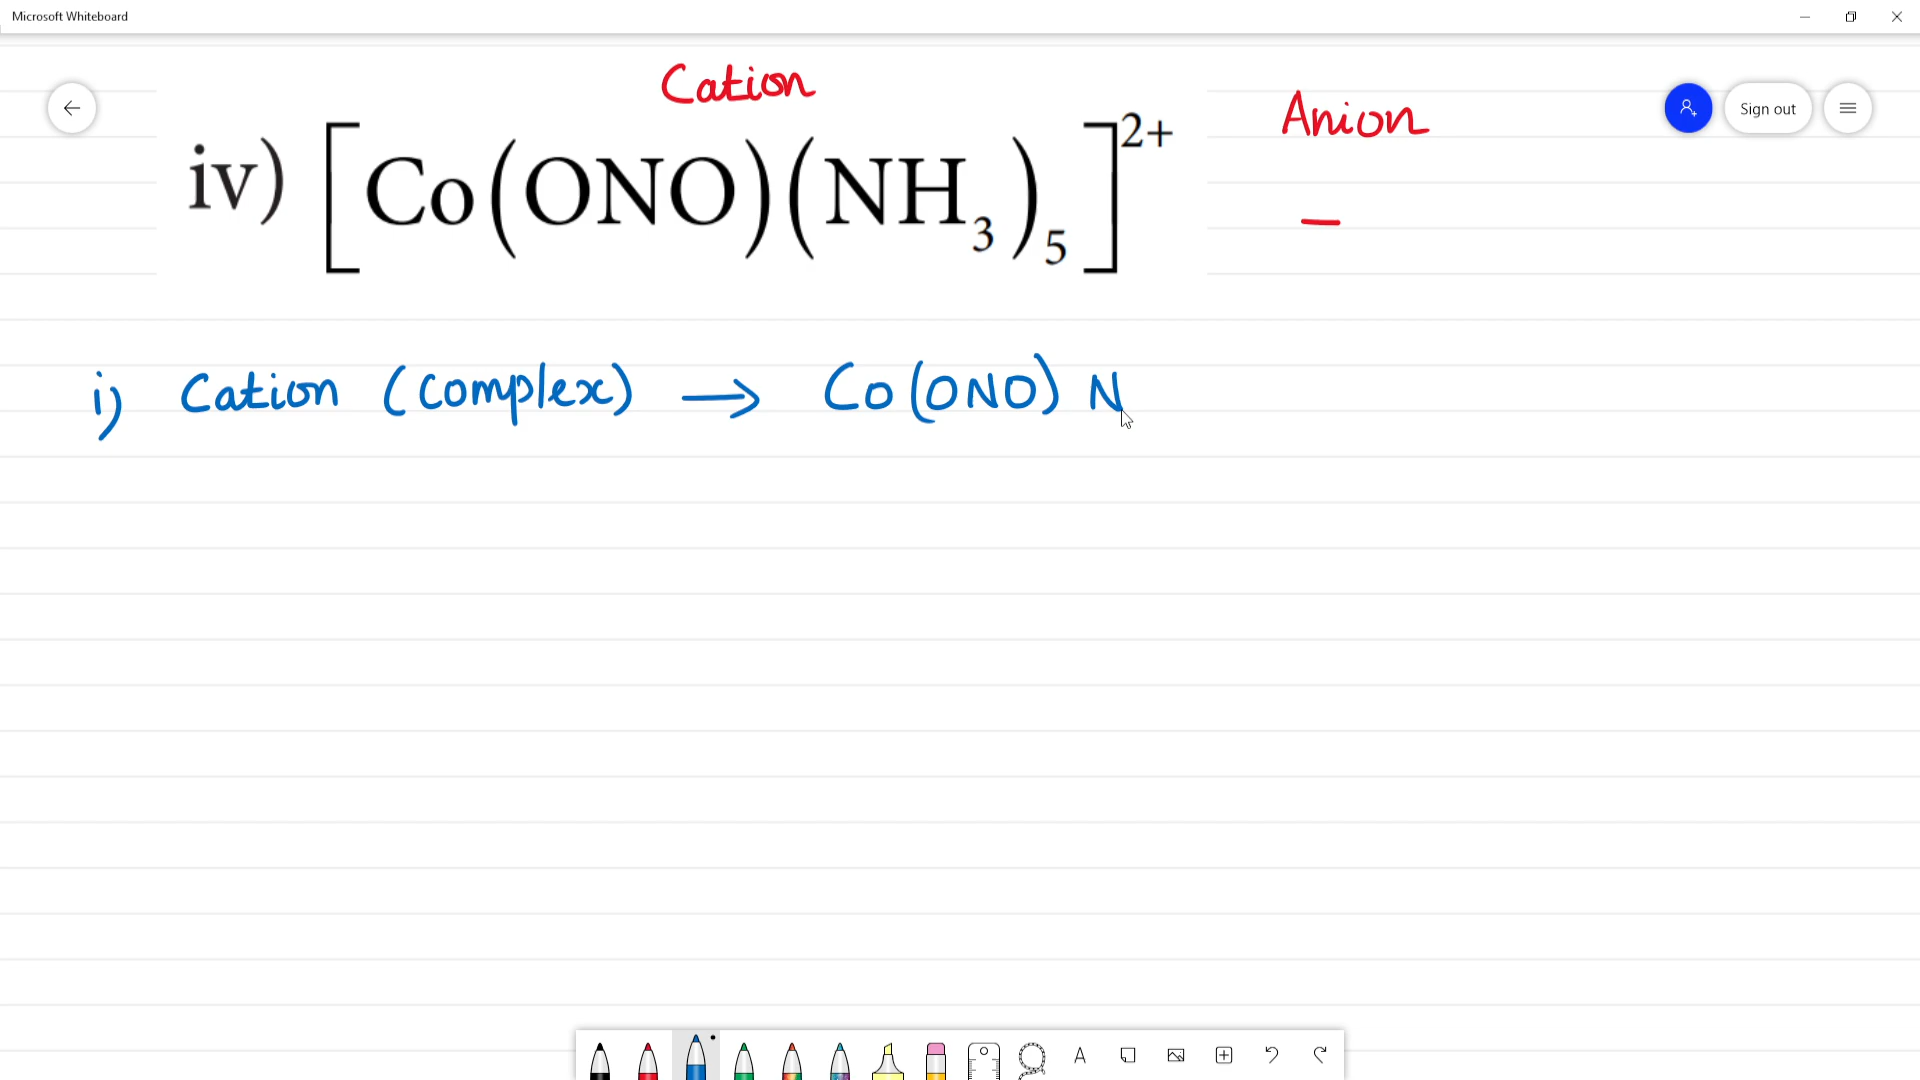 Microsoft Whiteboard
Cation
Anion
Sign out
iv) [Co(ONO)(NH₃)₅]²⁺
—
i) Cation (complex) → Co(ONO) N
A